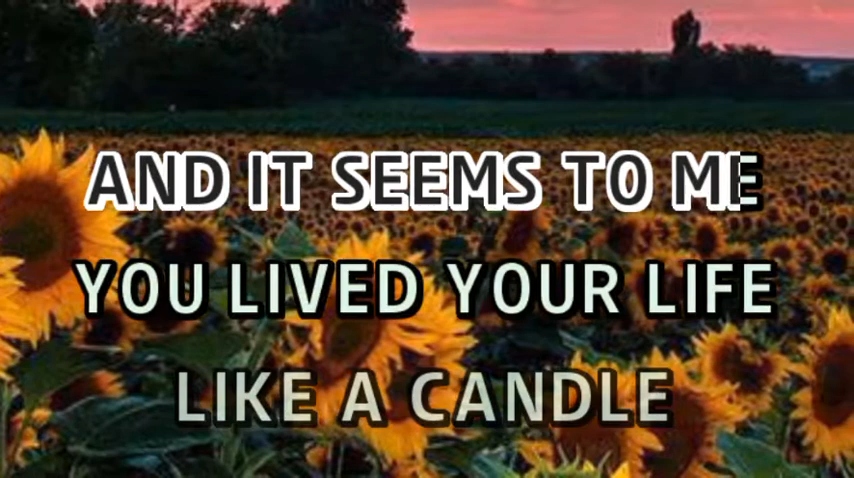 AND IT SEEMS TO ME
YOU LIVED YOUR LIFE
LIKE A CANDLE